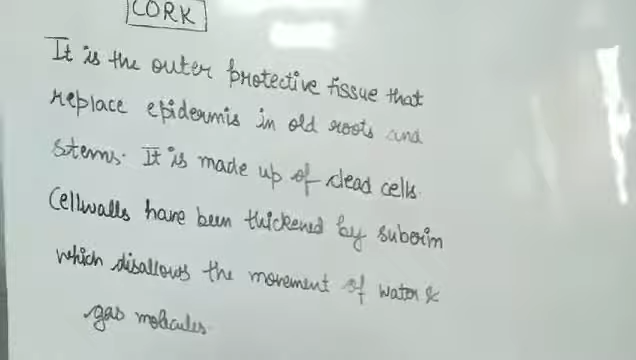 CORK
It is the outer protective tissue that
replace epidermis in old roots and
stems. It is made up of dead cells.
Cellwalls have been thickened by suberim
which disallows the movement of water &
gas molecules.